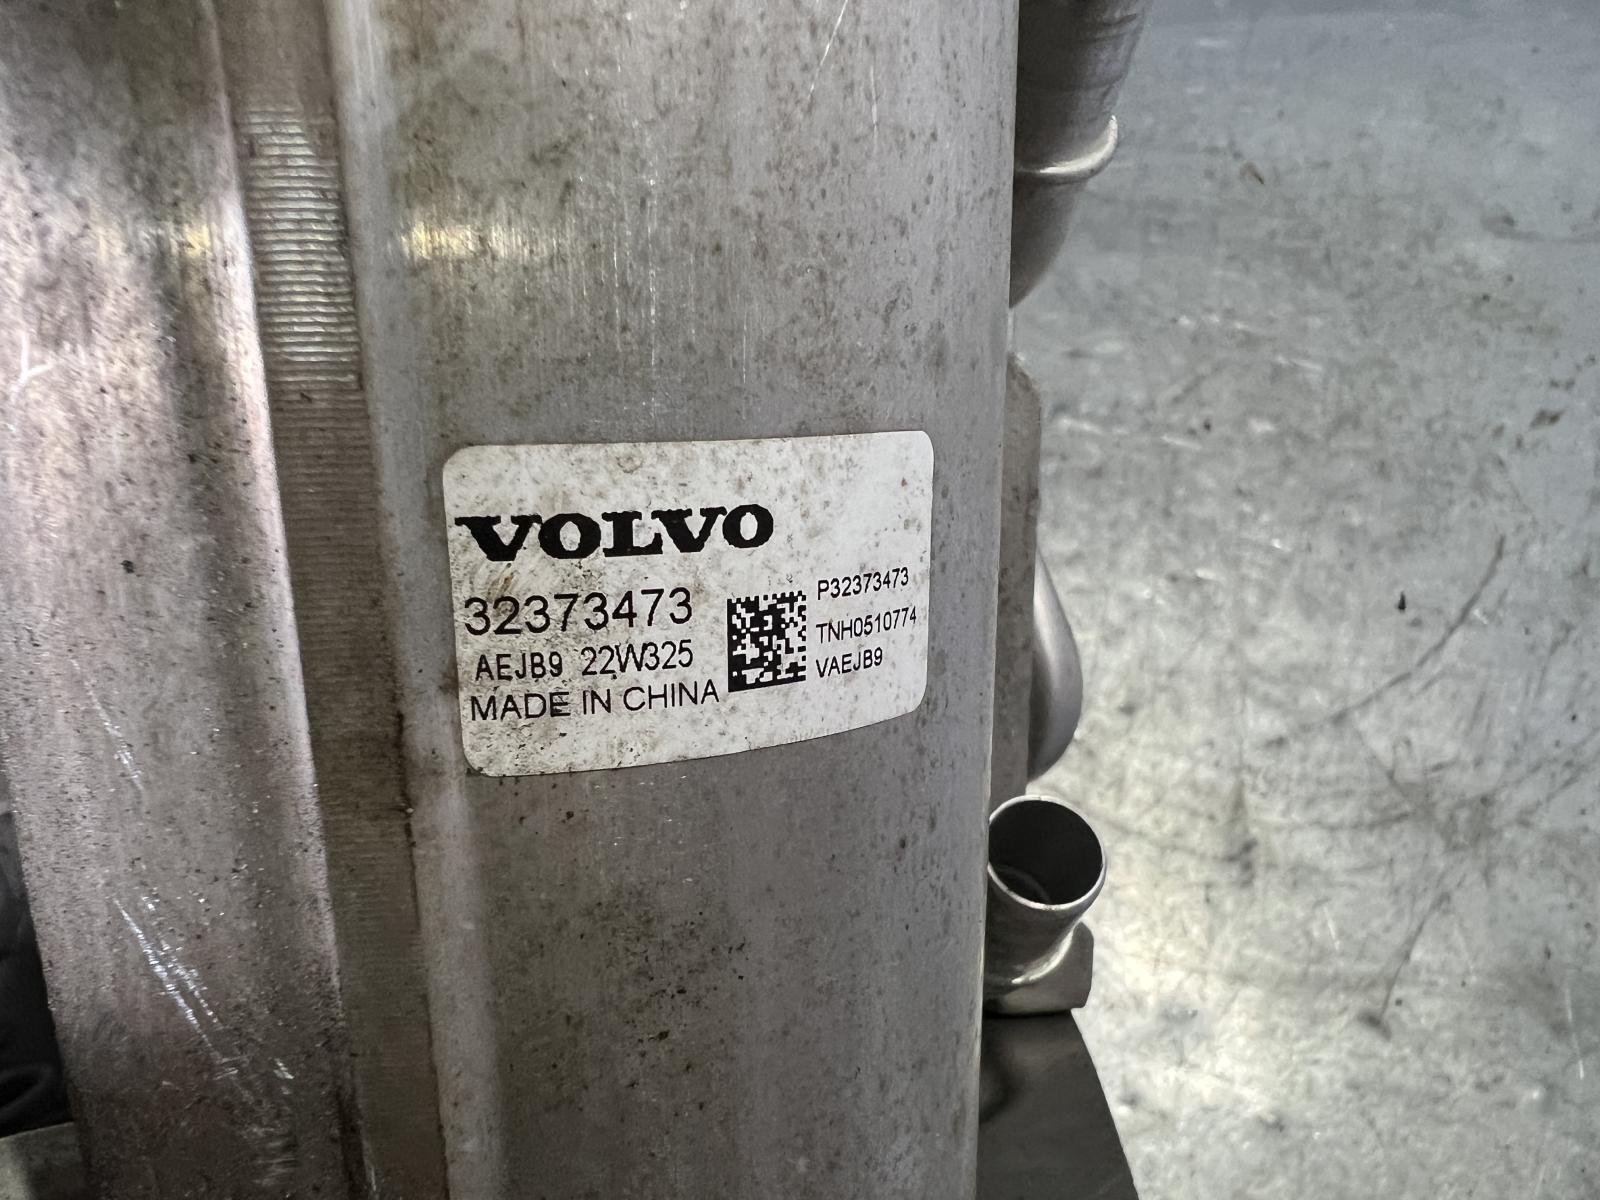 VOLVO
32373473
AEJB9 22W325
MADE IN CHINA
P32373473
TNH0510774
VAEJB9